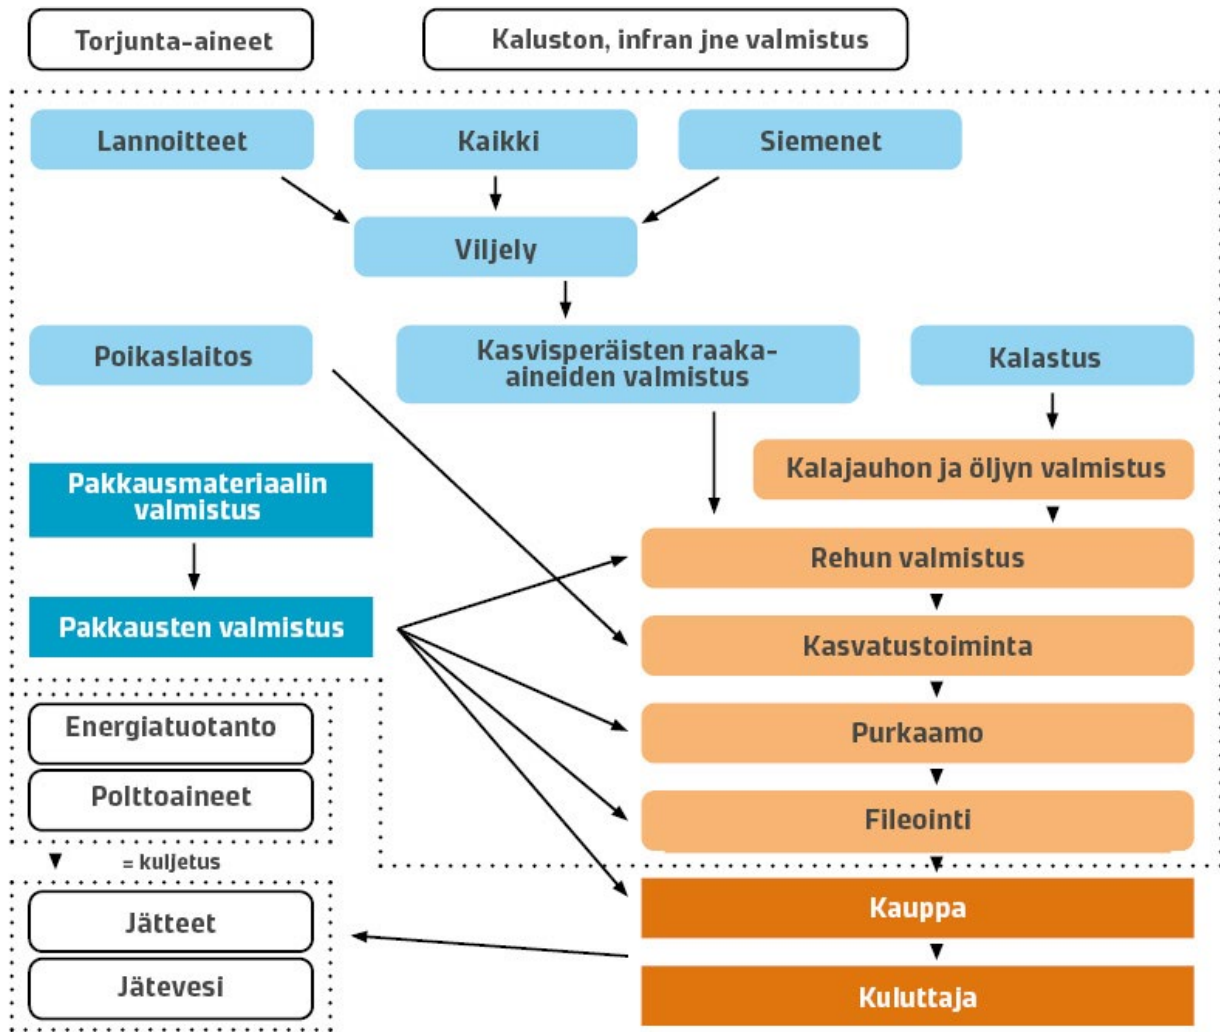 Torjunta-aineet
Kaluston, infran jne valmistus
Lannoitteet
Kaikki
Siemenet
Viljely
Poikaslaitos
Kasvisperäisten raaka-
aineiden valmistus
Kalastus
Pakkausmateriaalin
valmistus
Kalajauhon ja öljyn valmistus
Rehun valmistus
Pakkausten valmistus
Kasvatustoiminta
Energiatuotanto
Purkaamo
Polttoaineet
Fileointi
= kuljetus
Jätteet
Kauppa
Jätevesi
Kuluttaja